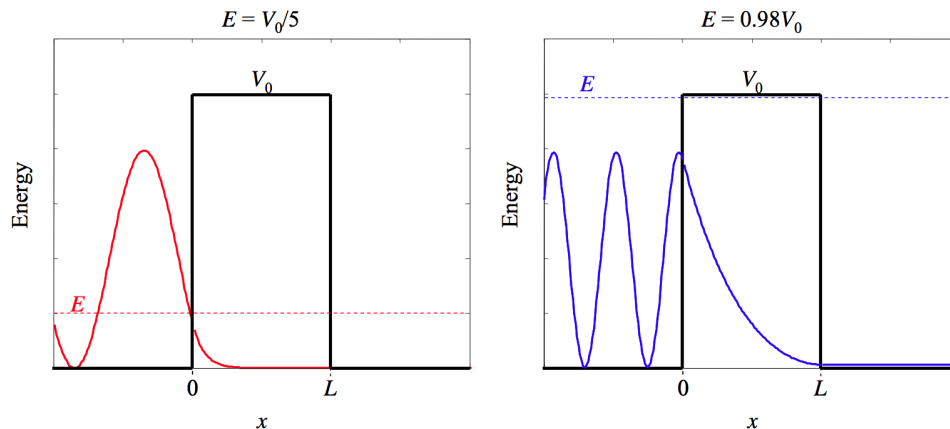 E = V₀/5
V₀
E
Energy
0
L
x
E = 0.98V₀
E
V₀
Energy
0
L
x